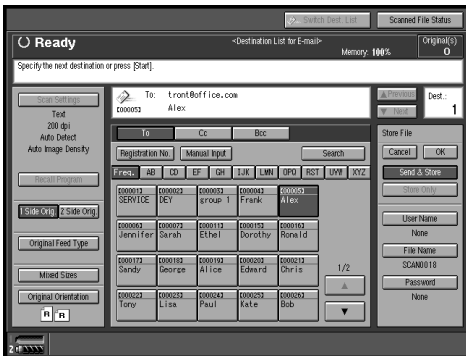 Switch Dest. List
Scanned File Status
Ready
<Destination List for E-mail>
Memory: 100%
Original(s)
0
Specify the next destination or press [Start].
Scan Settings
Text
200 dpi
Auto Detect
Auto Image Density
Recall Program
1 Side Orig.
2 Side Orig.
Original Feed Type
Mixed Sizes
Original Orientation
R
R
To: tront@office.com
[00005] Alex
▲ Previous
▼ Next
Dest.:
1
To
Cc
Bcc
Registration No.
Manual Input
Search
Freq. AB CD EF GH IJK LMN OPQ RST UVW XYZ
[00001] [00002] [00003] [00004] [00005]
SERVICE DEY group 1 Frank Alex
[00006] [00007] [00011] [00015] [00016]
Jennifer Sarah Ethel Dorothy Ronald
[00017] [00018] [00019] [00020] [00021]
Sandy George Alice Edward Chris
[00022] [00023] [00024] [00025] [00026]
Tony Lisa Paul Kate Bob
1/2
▲
▼
Store File
Cancel
OK
Send & Store
Store Only
User Name
None
File Name
SCAN0018
Password
None